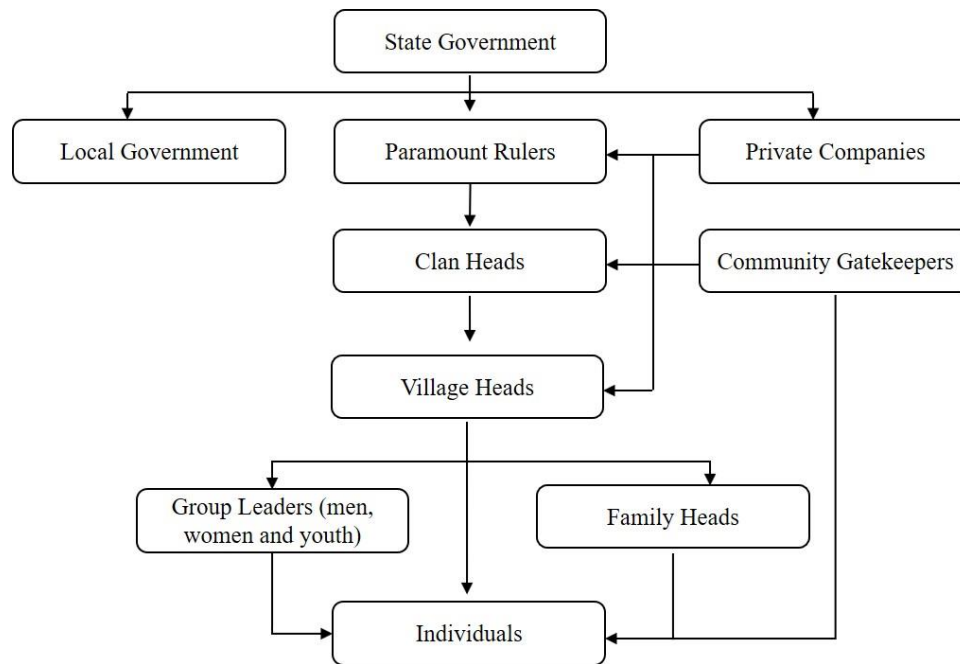 State Government
Local Government
Paramount Rulers
Private Companies
Clan Heads
Community Gatekeepers
Village Heads
Group Leaders (men,
women and youth)
Family Heads
Individuals